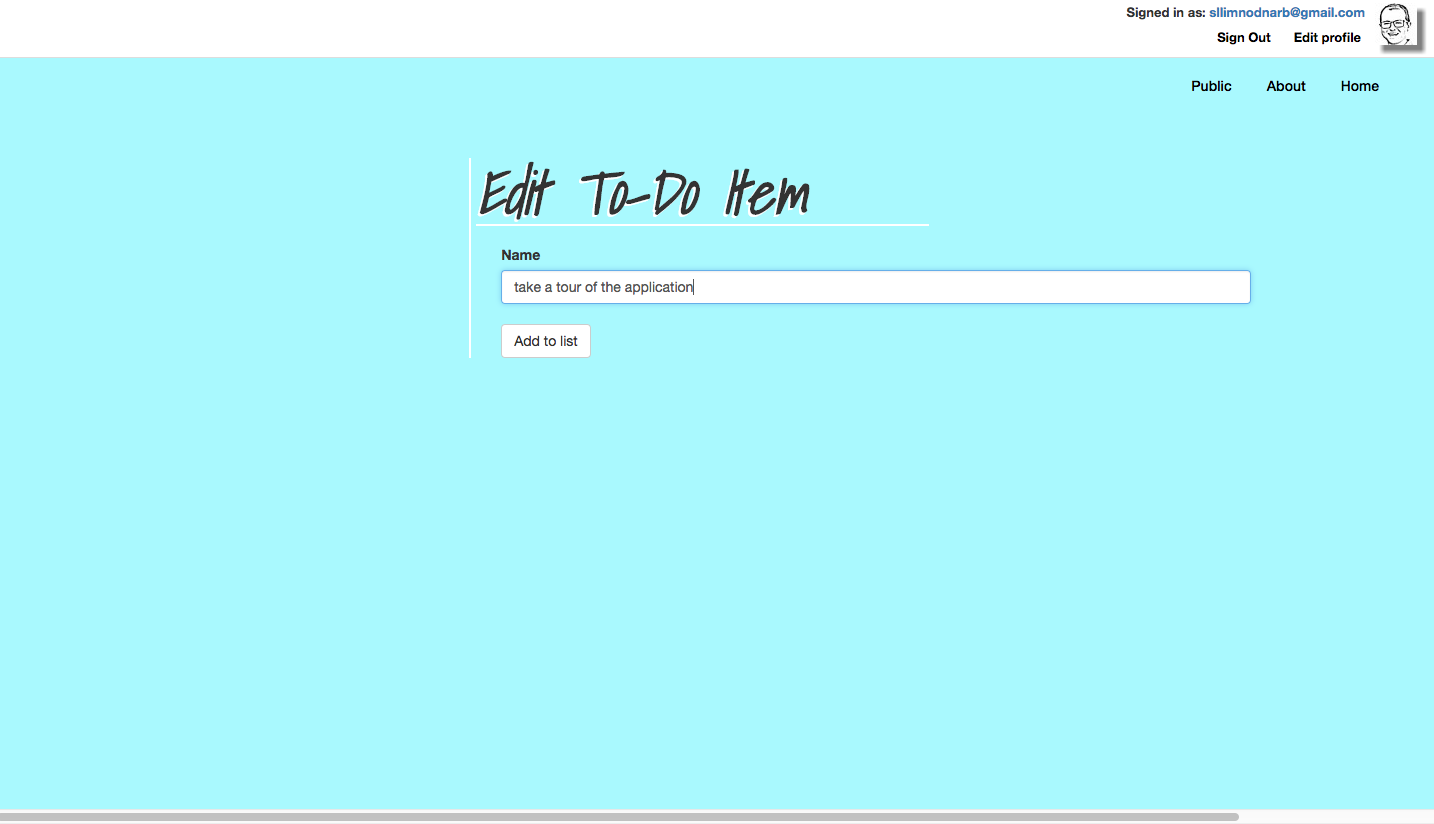 Signed in as: sllimnodnarb@gmail.com
Sign Out Edit profile
Public About Home
Edit To-Do Item
Name
take a tour of the application
Add to list